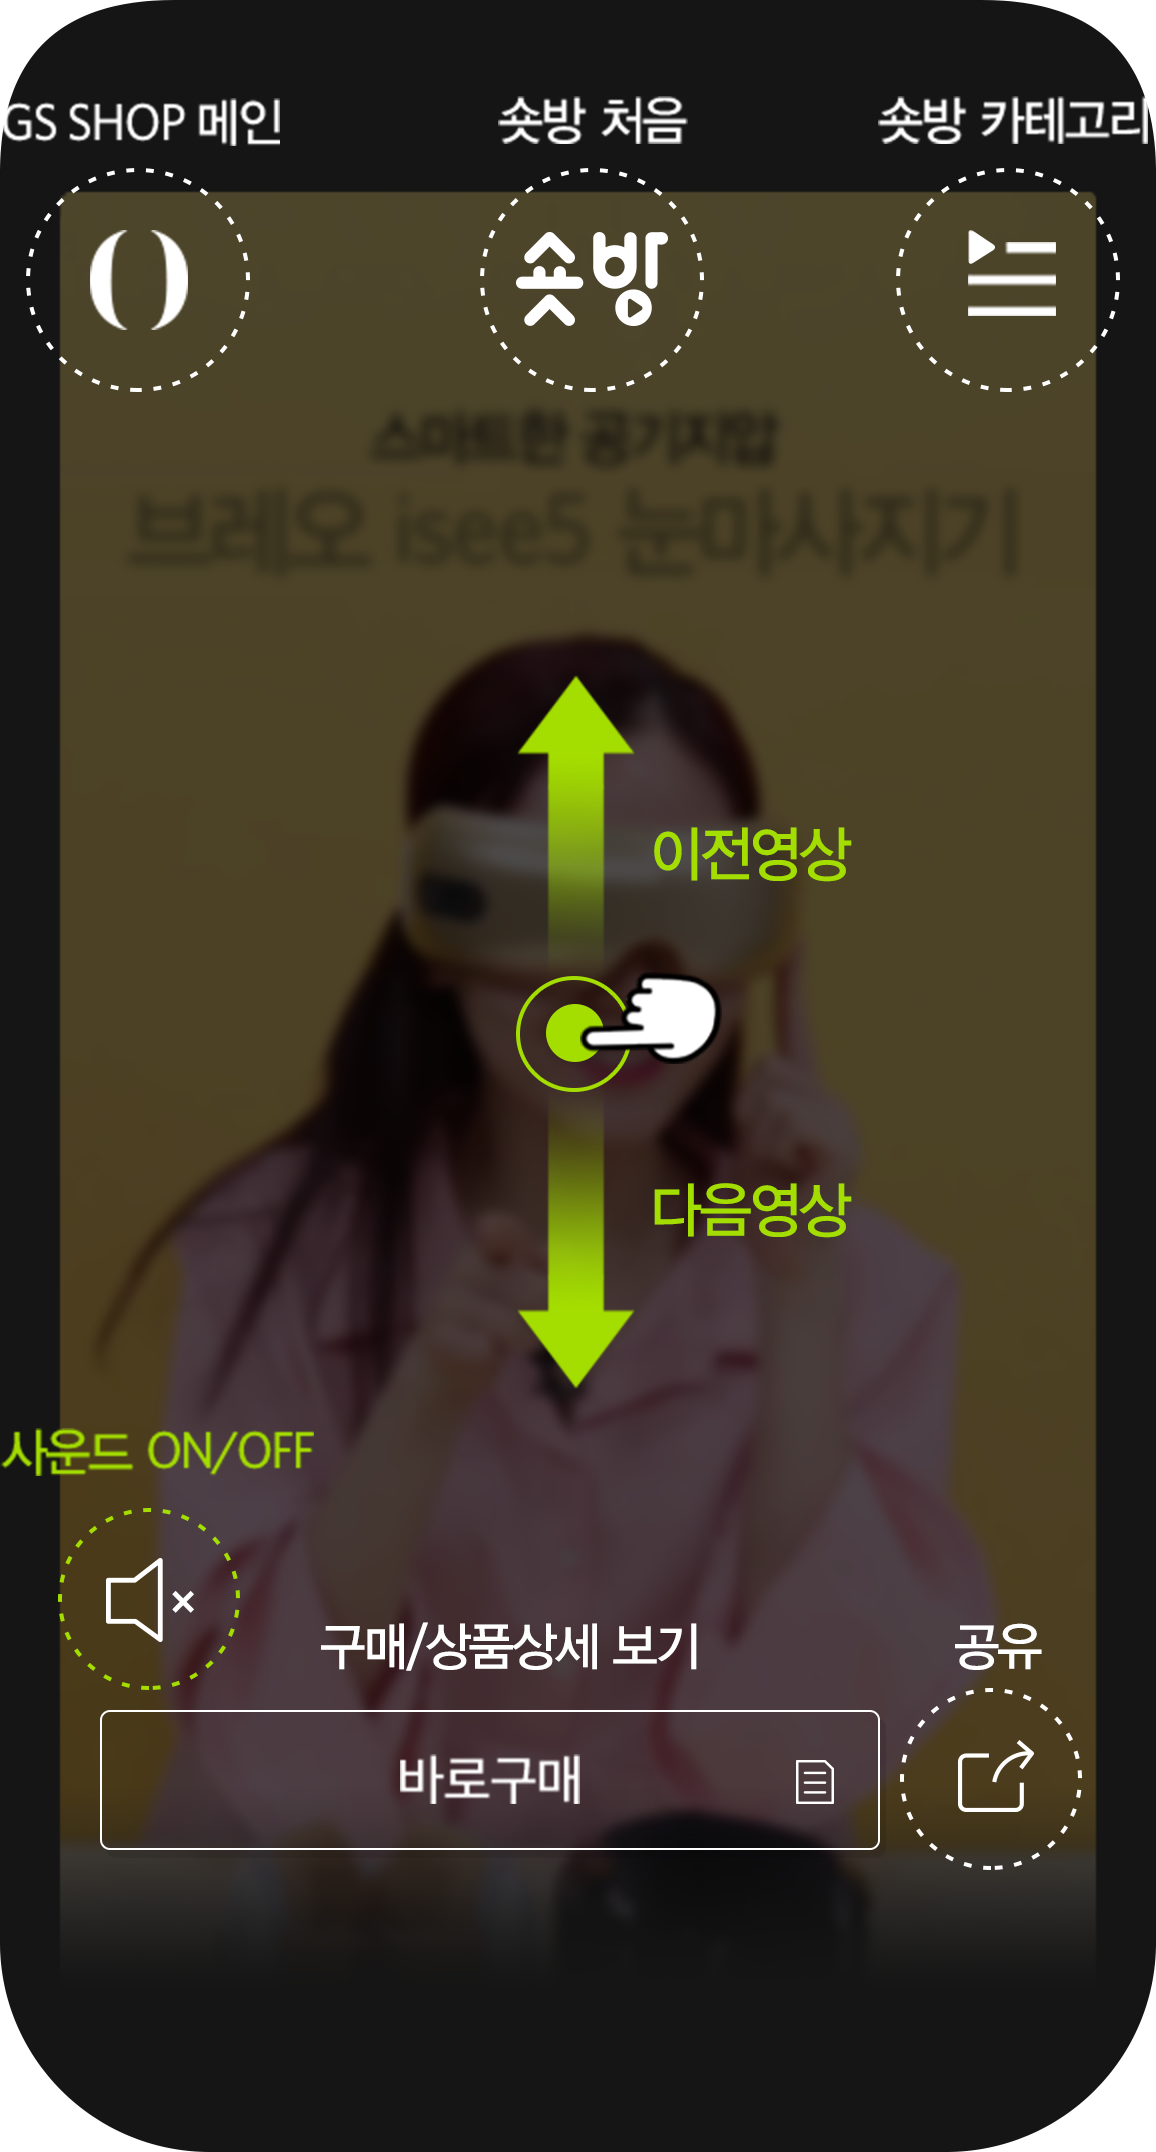 GS SHOP 메인
숏방 처음
숏방 카테고리
숏방
스마트한 공기지압
브레오 isee5 눈마사지기
이전영상
다음영상
사운드 ON/OFF
구매/상품상세 보기
공유
바로구매